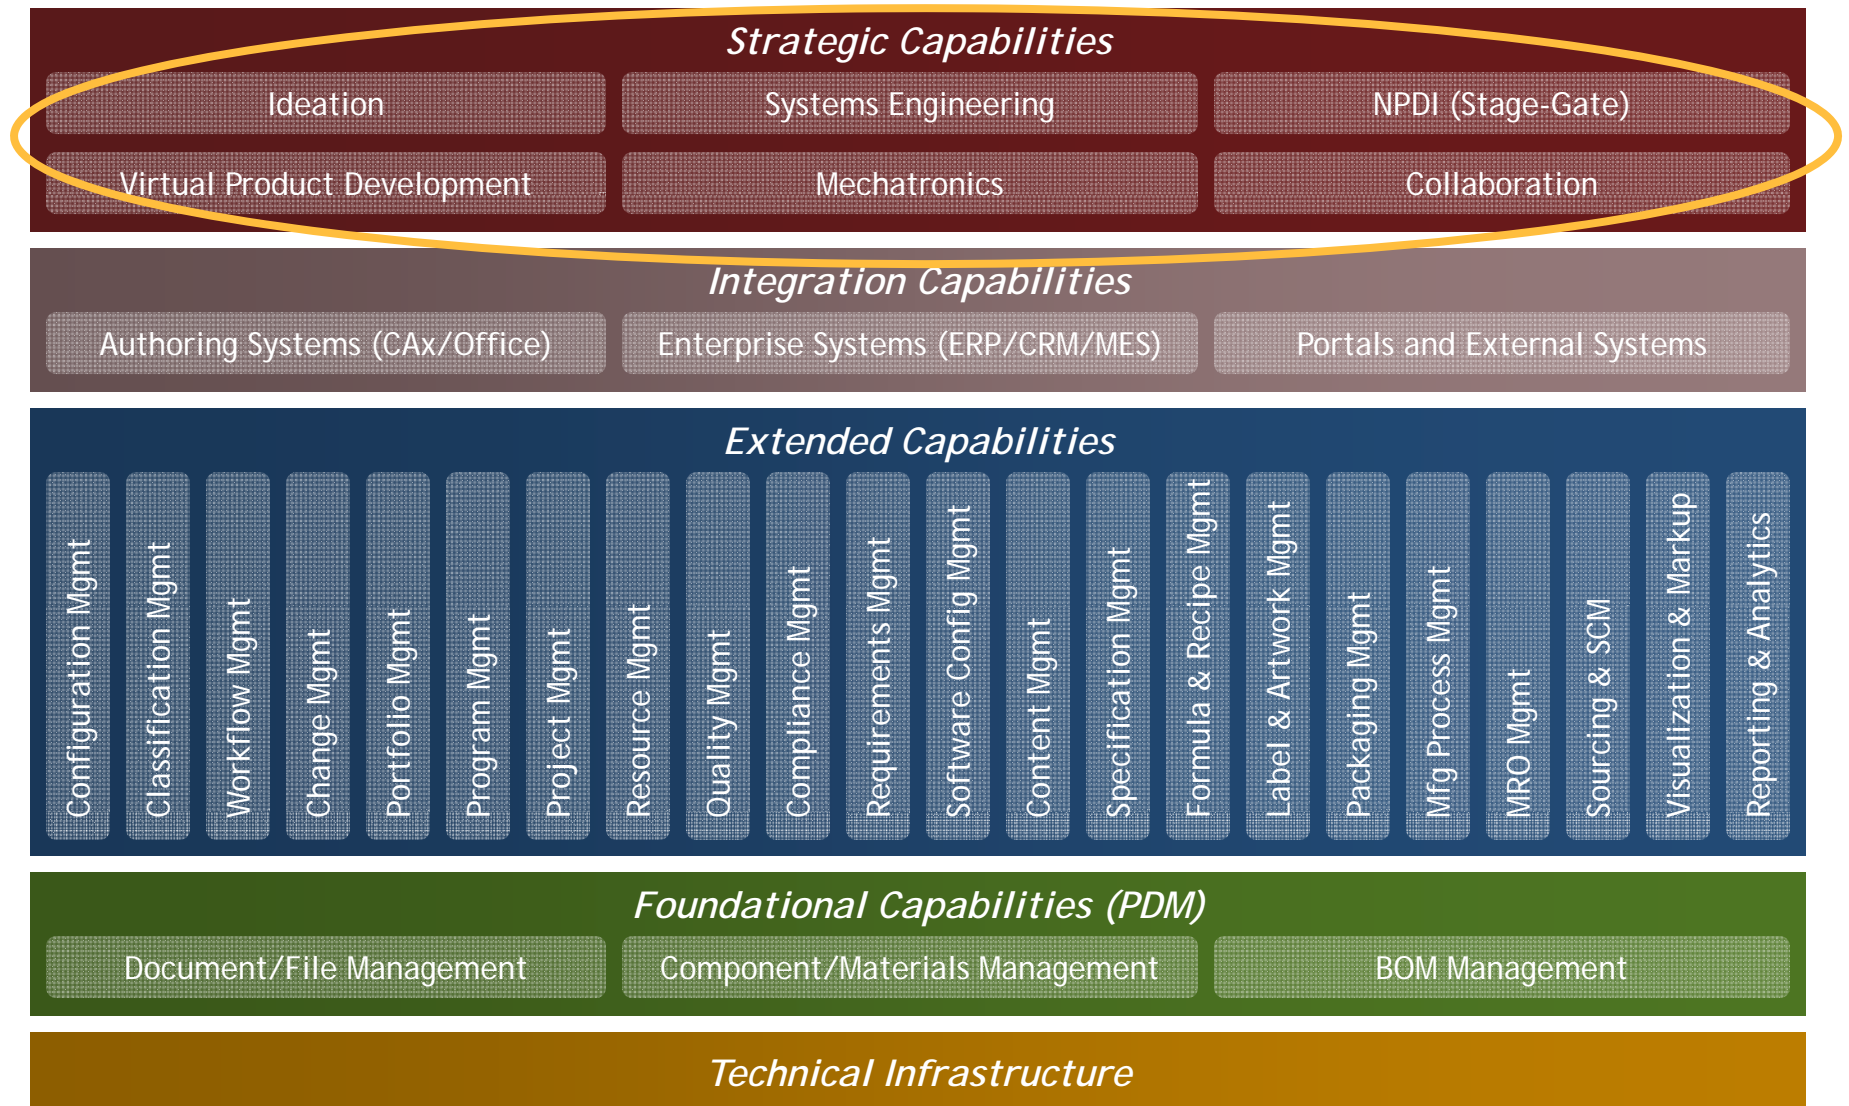 Strategic Capabilities
Ideation
Systems Engineering
NPDI (Stage-Gate)
Virtual Product Development
Mechatronics
Collaboration
Integration Capabilities
Authoring Systems (CAx/Office)
Enterprise Systems (ERP/CRM/MES)
Portals and External Systems
Extended Capabilities
Configuration Mgmt
Classification Mgmt
Workflow Mgmt
Change Mgmt
Portfolio Mgmt
Program Mgmt
Project Mgmt
Resource Mgmt
Quality Mgmt
Compliance Mgmt
Requirements Mgmt
Software Config Mgmt
Content Mgmt
Specification Mgmt
Formula & Recipe Mgmt
Label & Artwork Mgmt
Packaging Mgmt
Mfg Process Mgmt
MRO Mgmt
Sourcing & SCM
Visualization & Markup
Reporting & Analytics
Foundational Capabilities (PDM)
Document/File Management
Component/Materials Management
BOM Management
Technical Infrastructure